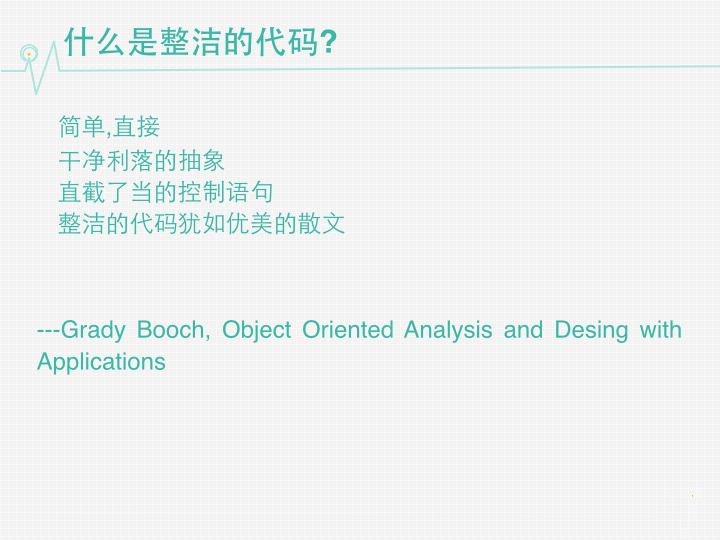 什么是整洁的代码?
简单,直接
干净利落的抽象
直截了当的控制语句
整洁的代码犹如优美的散文
---Grady Booch, Object Oriented Analysis and Desing with
Applications